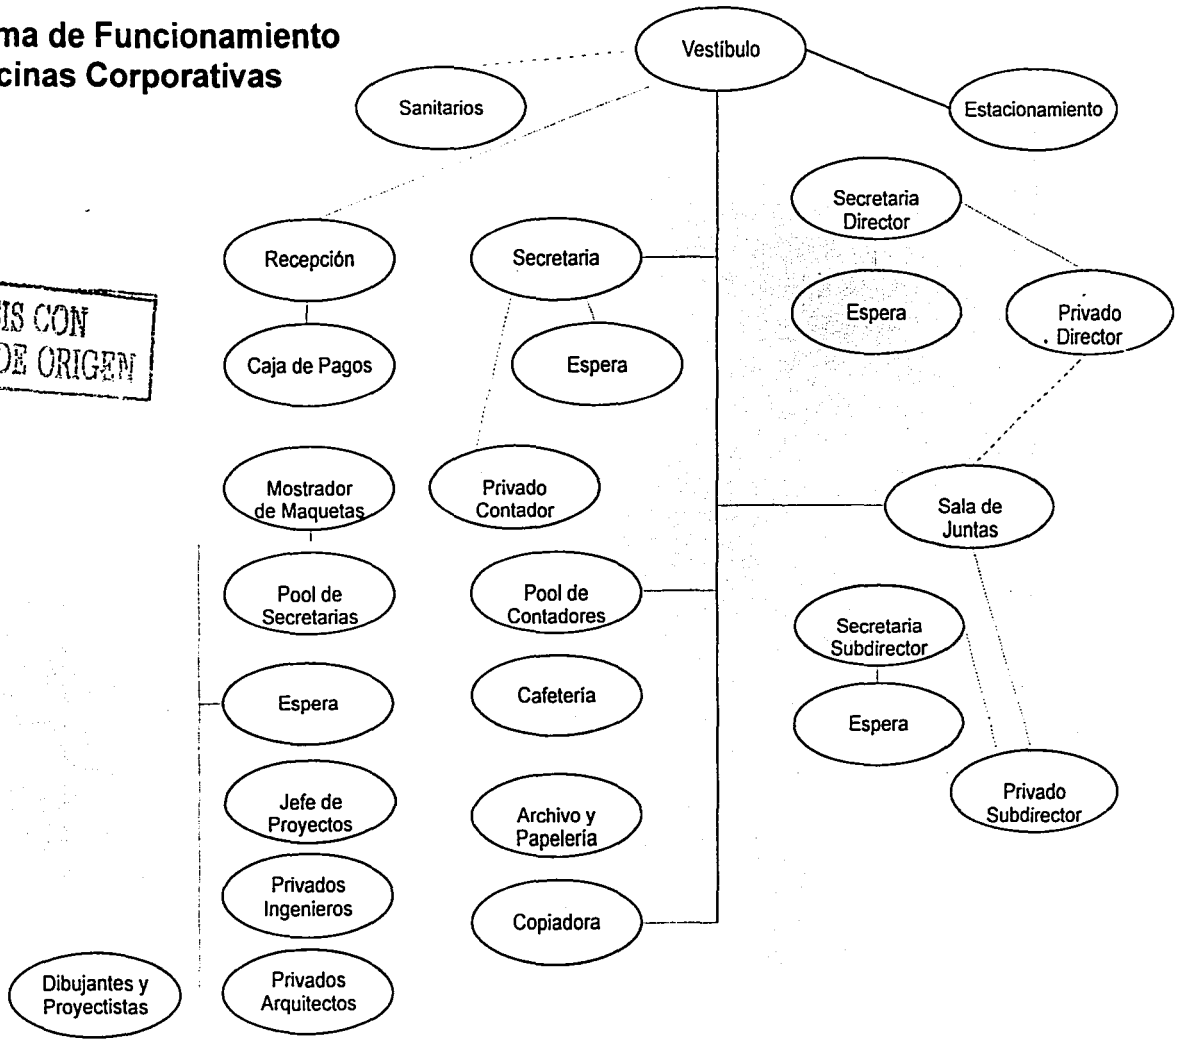 ma de Funcionamiento
cinas Corporativas
Vestíbulo
Sanitarios
Estacionamiento
Secretaria
Director
Recepción
Secretaria
Espera
Privado
Director
SIS CON
DE ORIGEN
Caja de Pagos
Espera
Mostrador
de Maquetas
Privado
Contador
Sala de
Juntas
Pool de
Secretarias
Pool de
Contadores
Secretaria
Subdirector
Espera
Cafetería
Espera
Jefe de
Proyectos
Archivo y
Papelería
Privado
Subdirector
Privados
Ingenieros
Copiadora
Dibujantes y
Proyectistas
Privados
Arquitectos